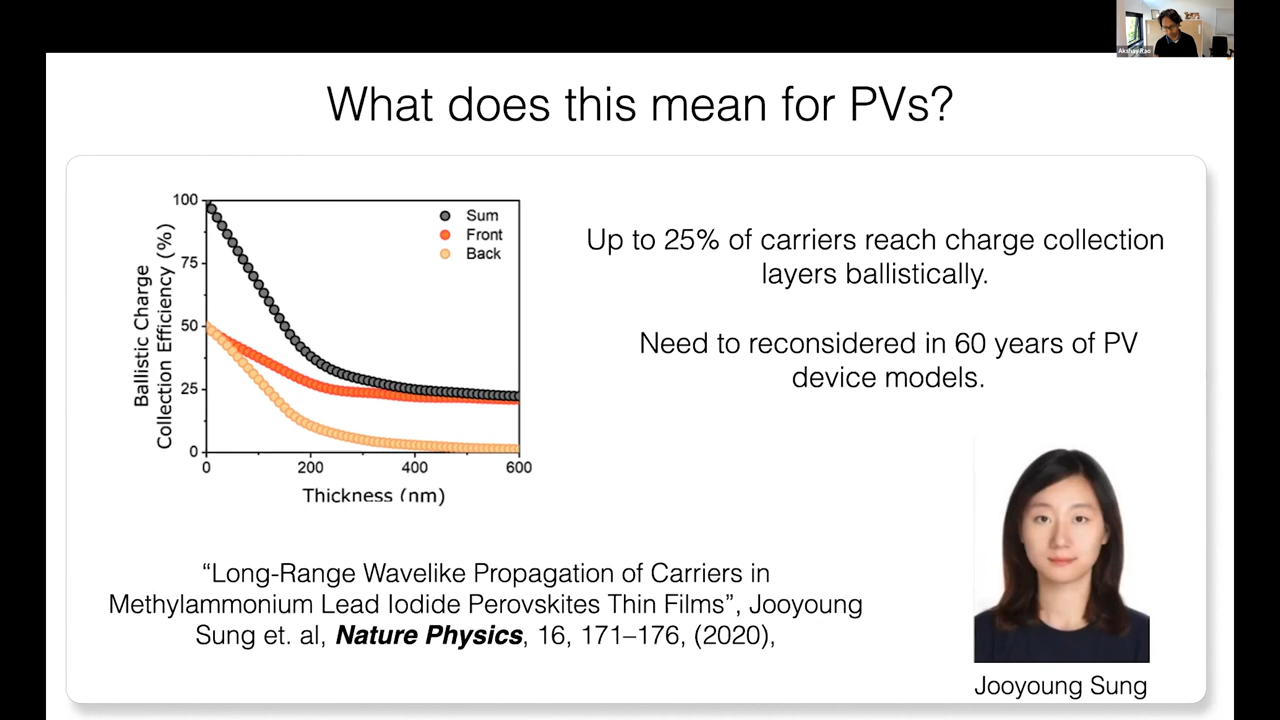 Akshay Rao
What does this mean for PVs?
100
75
50
25
0
0
200
400
600
Ballistic Charge
Collection Efficiency (%)
Thickness (nm)
Sum
Front
Back
Up to 25% of carriers reach charge collection
layers ballistically.
Need to reconsidered in 60 years of PV
device models.
“Long-Range Wavelike Propagation of Carriers in
Methylammonium Lead Iodide Perovskites Thin Films”, Jooyoung
Sung et. al, Nature Physics, 16, 171–176, (2020),
Jooyoung Sung